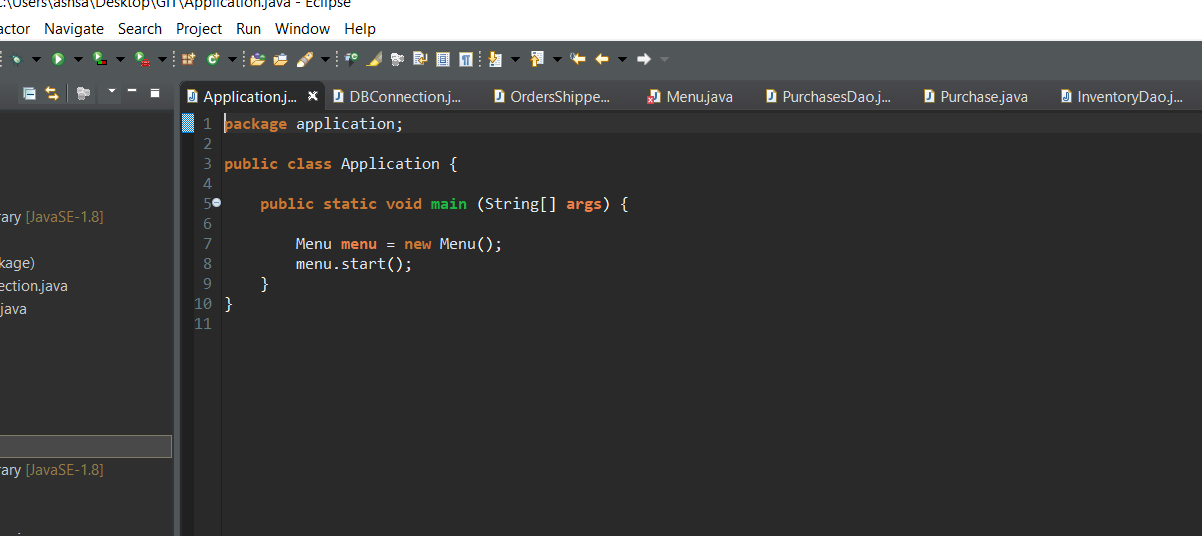 C:\Users\ashsa\Desktop\GIT\Application.java - Eclipse
actor Navigate Search Project Run Window Help
Application.j... DBConnection.j... OrdersShippe... Menu.java PurchasesDao.j... Purchase.java InventoryDao.j...
1 package application;
2
3 public class Application {
4
5 public static void main (String[] args) {
6
7 Menu menu = new Menu();
8 menu.start();
9 }
10 }
11
rary [JavaSE-1.8]
kage)
ection.java
java
rary [JavaSE-1.8]